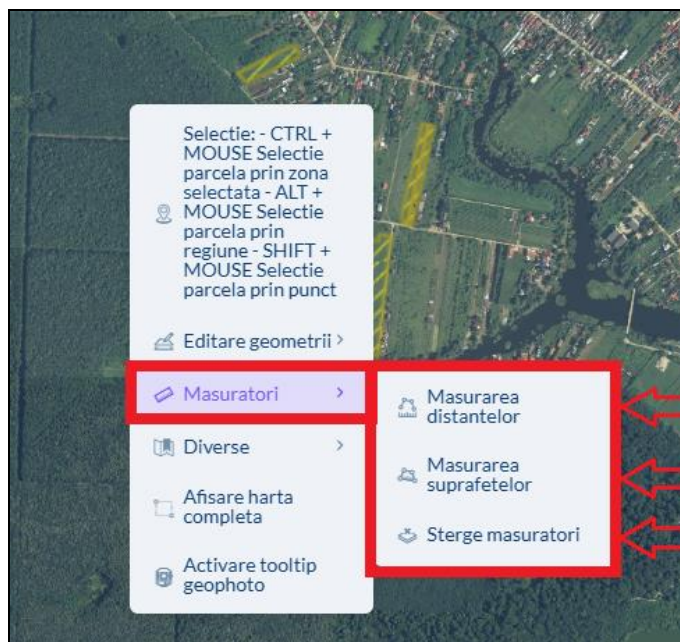 Selectie: - CTRL +
MOUSE Selectie
parcela prin zona
selectata - ALT +
MOUSE Selectie
parcela prin
regiune - SHIFT +
MOUSE Selectie
parcela prin punct
Editare geometrii
Masuratori
Masurarea
distantelor
Masurarea
suprafetelor
Sterge masuratori
Diverse
Afisare harta
completa
Activare tooltip
geophoto